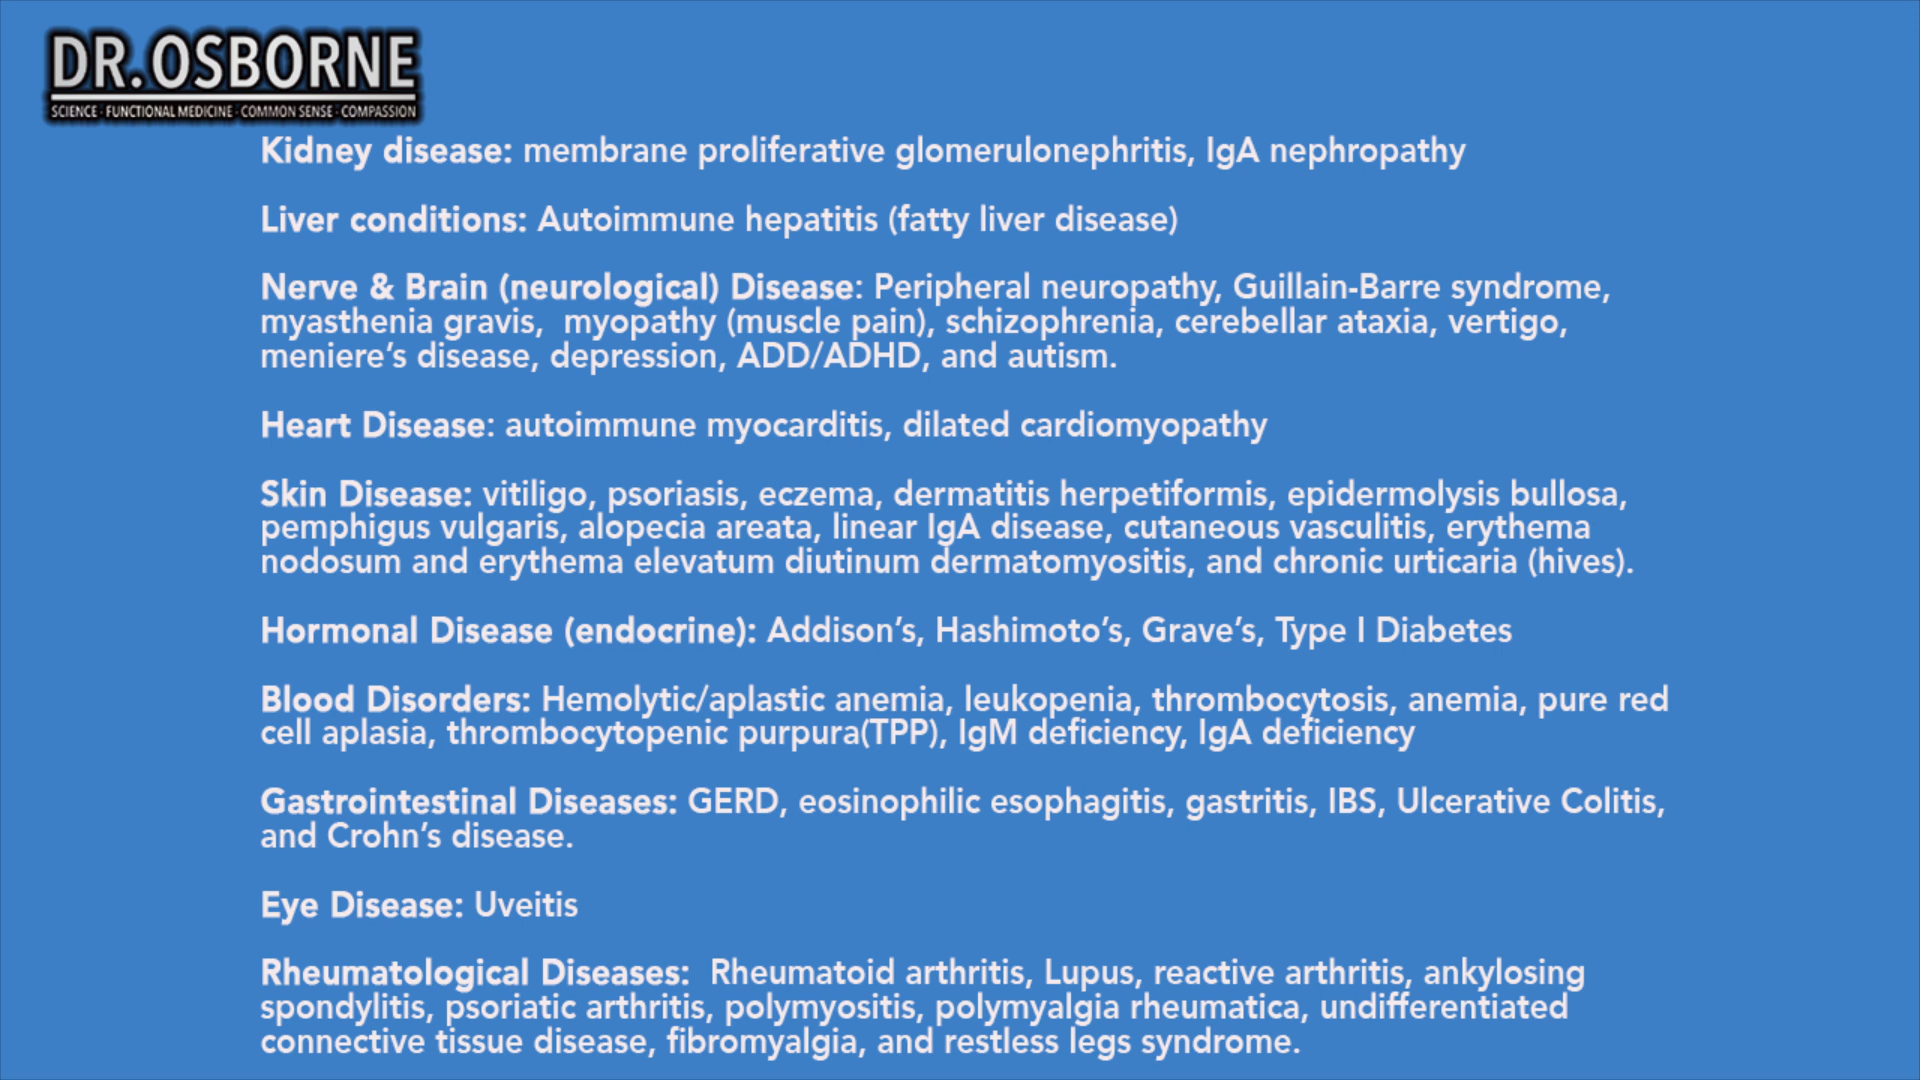 DR. OSBORNE
SCIENCE · FUNCTIONAL MEDICINE · COMMON SENSE · COMPASSION
Kidney disease: membrane proliferative glomerulonephritis, IgA nephropathy
Liver conditions: Autoimmune hepatitis (fatty liver disease)
Nerve & Brain (neurological) Disease: Peripheral neuropathy, Guillain-Barre syndrome,
myasthenia gravis,  myopathy (muscle pain), schizophrenia, cerebellar ataxia, vertigo,
meniere’s disease, depression, ADD/ADHD, and autism.
Heart Disease: autoimmune myocarditis, dilated cardiomyopathy
Skin Disease: vitiligo, psoriasis, eczema, dermatitis herpetiformis, epidermolysis bullosa,
pemphigus vulgaris, alopecia areata, linear IgA disease, cutaneous vasculitis, erythema
nodosum and erythema elevatum diutinum dermatomyositis, and chronic urticaria (hives).
Hormonal Disease (endocrine): Addison’s, Hashimoto’s, Grave’s, Type I Diabetes
Blood Disorders: Hemolytic/aplastic anemia, leukopenia, thrombocytosis, anemia, pure red
cell aplasia, thrombocytopenic purpura(TPP), IgM deficiency, IgA deficiency
Gastrointestinal Diseases: GERD, eosinophilic esophagitis, gastritis, IBS, Ulcerative Colitis,
and Crohn’s disease.
Eye Disease: Uveitis
Rheumatological Diseases:  Rheumatoid arthritis, Lupus, reactive arthritis, ankylosing
spondylitis, psoriatic arthritis, polymyositis, polymyalgia rheumatica, undifferentiated
connective tissue disease, fibromyalgia, and restless legs syndrome.